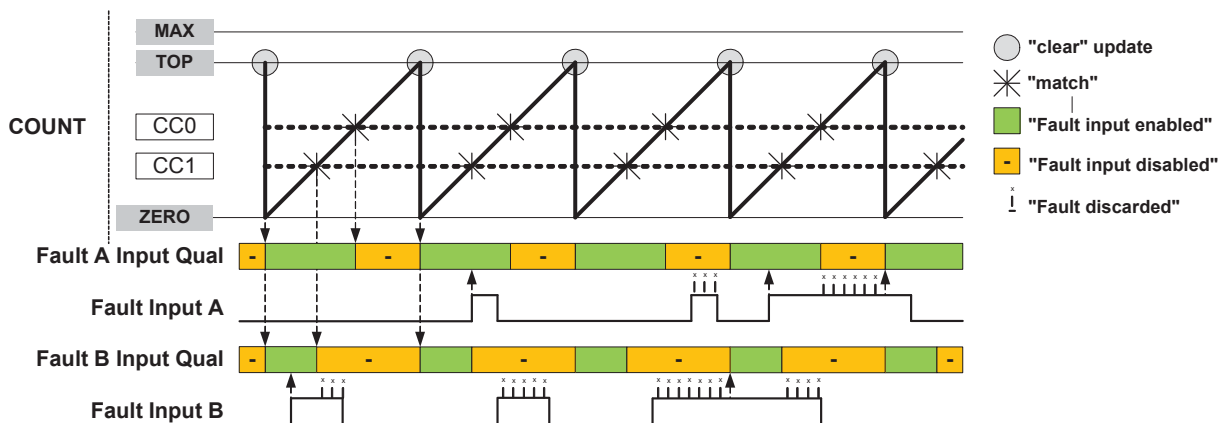 MAX
"clear" update
TOP
"match"
COUNT
CC0
"Fault input enabled"
CC1
- "Fault input disabled"
x
"Fault discarded"
ZERO
Fault A Input Qual - - - - -
x x x x x x x x x
Fault Input A
Fault B Input Qual - - - - - -
x x x x x x x x x x x x x x x x x x x
Fault Input B